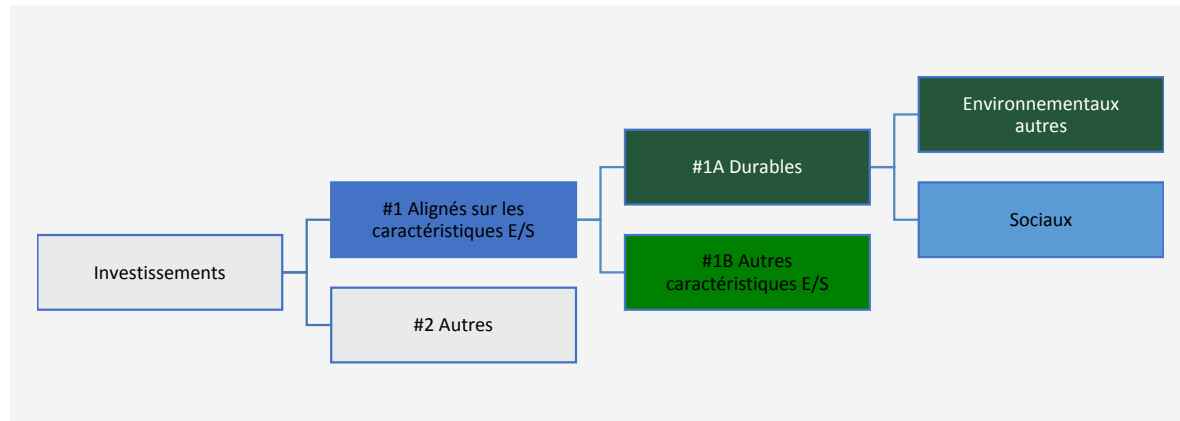 Investissements
#1 Alignés sur les
caractéristiques E/S
#2 Autres
#1A Durables
#1B Autres
caractéristiques E/S
Environnementaux
autres
Sociaux